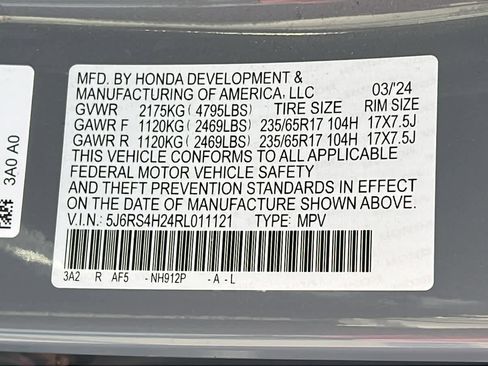 MFD. BY HONDA DEVELOPMENT &
MANUFACTURING OF AMERICA, LLC 03/'24
GVWR 2175KG(4795LBS) TIRE SIZE RIM SIZE
GAWR F 1120KG(2469LBS) 235/65R17 104H 17X7.5J
GAWR R 1120KG(2469LBS) 235/65R17 104H 17X7.5J
THIS VEHICLE CONFORMS TO ALL APPLICABLE
FEDERAL MOTOR VEHICLE SAFETY
AND THEFT PREVENTION STANDARDS IN EFFECT
ON THE DATE OF MANUFACTURE SHOWN ABOVE.
V.I.N.: 5J6RS4H24RL011121 TYPE: MPV
3A2 R AF5 -NH912P -A-L
3A0 A0